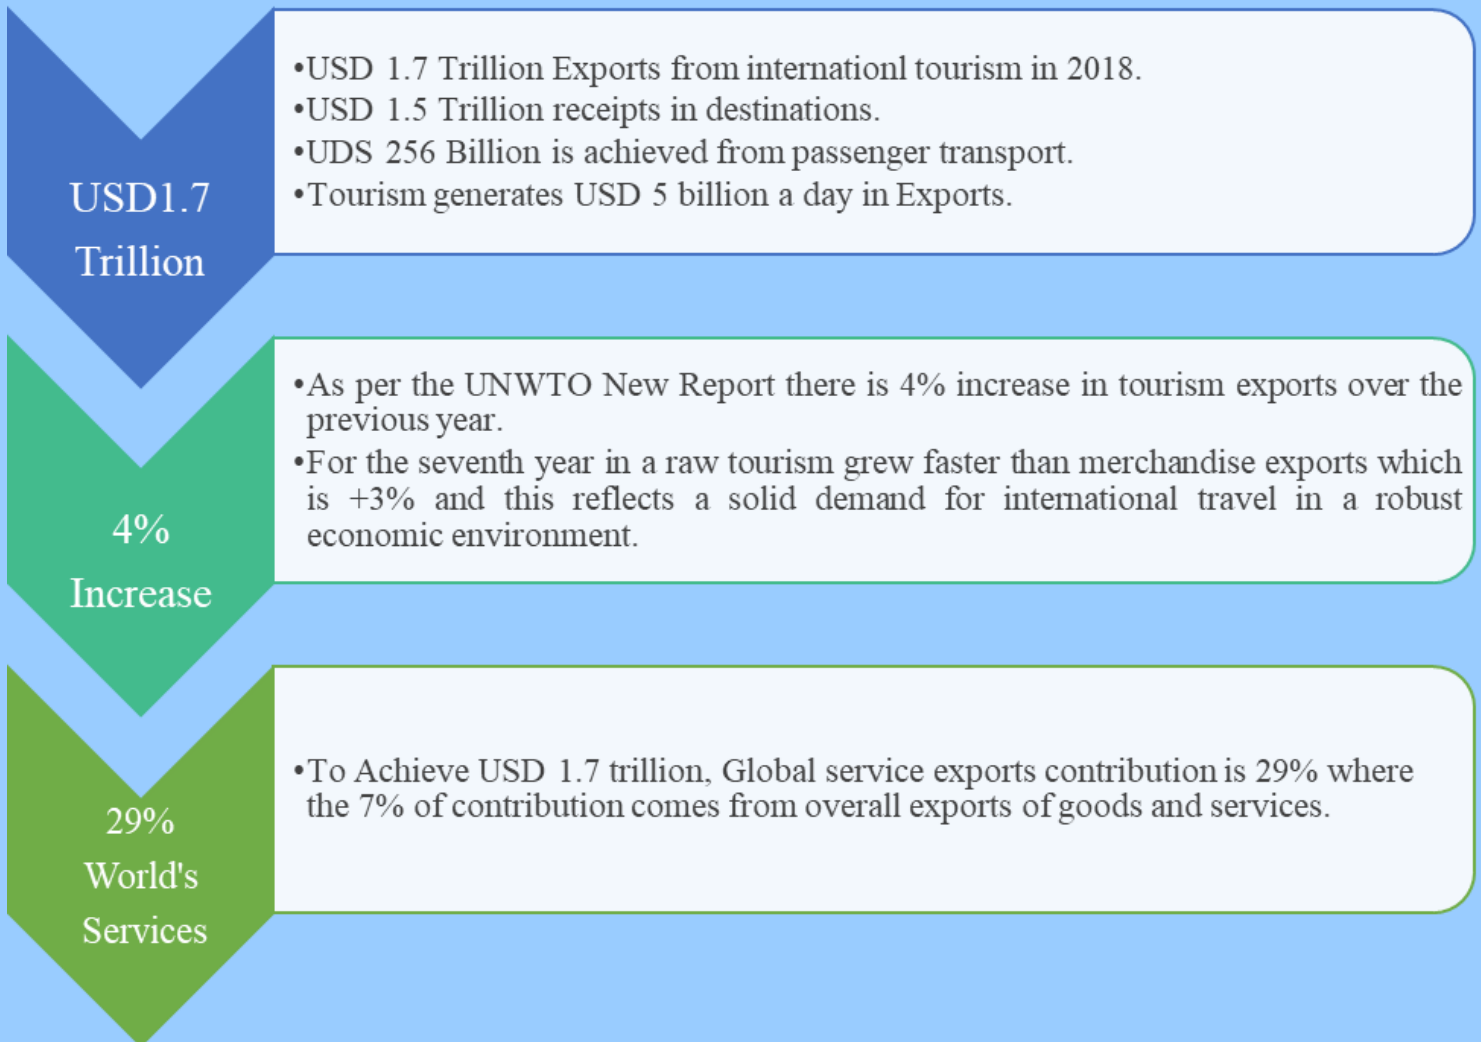 USD1.7
Trillion
•USD 1.7 Trillion Exports from internationl tourism in 2018.
•USD 1.5 Trillion receipts in destinations.
•UDS 256 Billion is achieved from passenger transport.
•Tourism generates USD 5 billion a day in Exports.
4%
Increase
•As per the UNWTO New Report there is 4% increase in tourism exports over the
previous year.
•For the seventh year in a raw tourism grew faster than merchandise exports which
is +3% and this reflects a solid demand for international travel in a robust
economic environment.
29%
World's
Services
•To Achieve USD 1.7 trillion, Global service exports contribution is 29% where
the 7% of contribution comes from overall exports of goods and services.